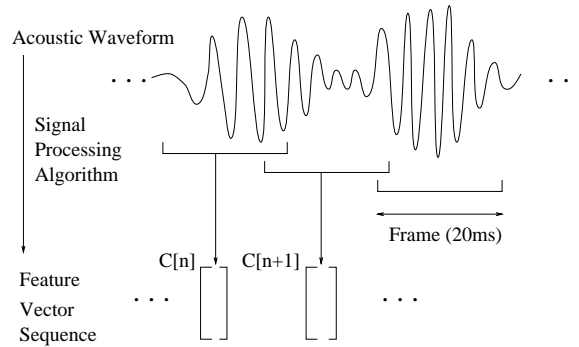 Acoustic Waveform
. . .
. .
Signal
Processing
Algorithm
Frame (20ms)
C[n]
C[n+1]
Feature
Vector
Sequence
. . .
. . .